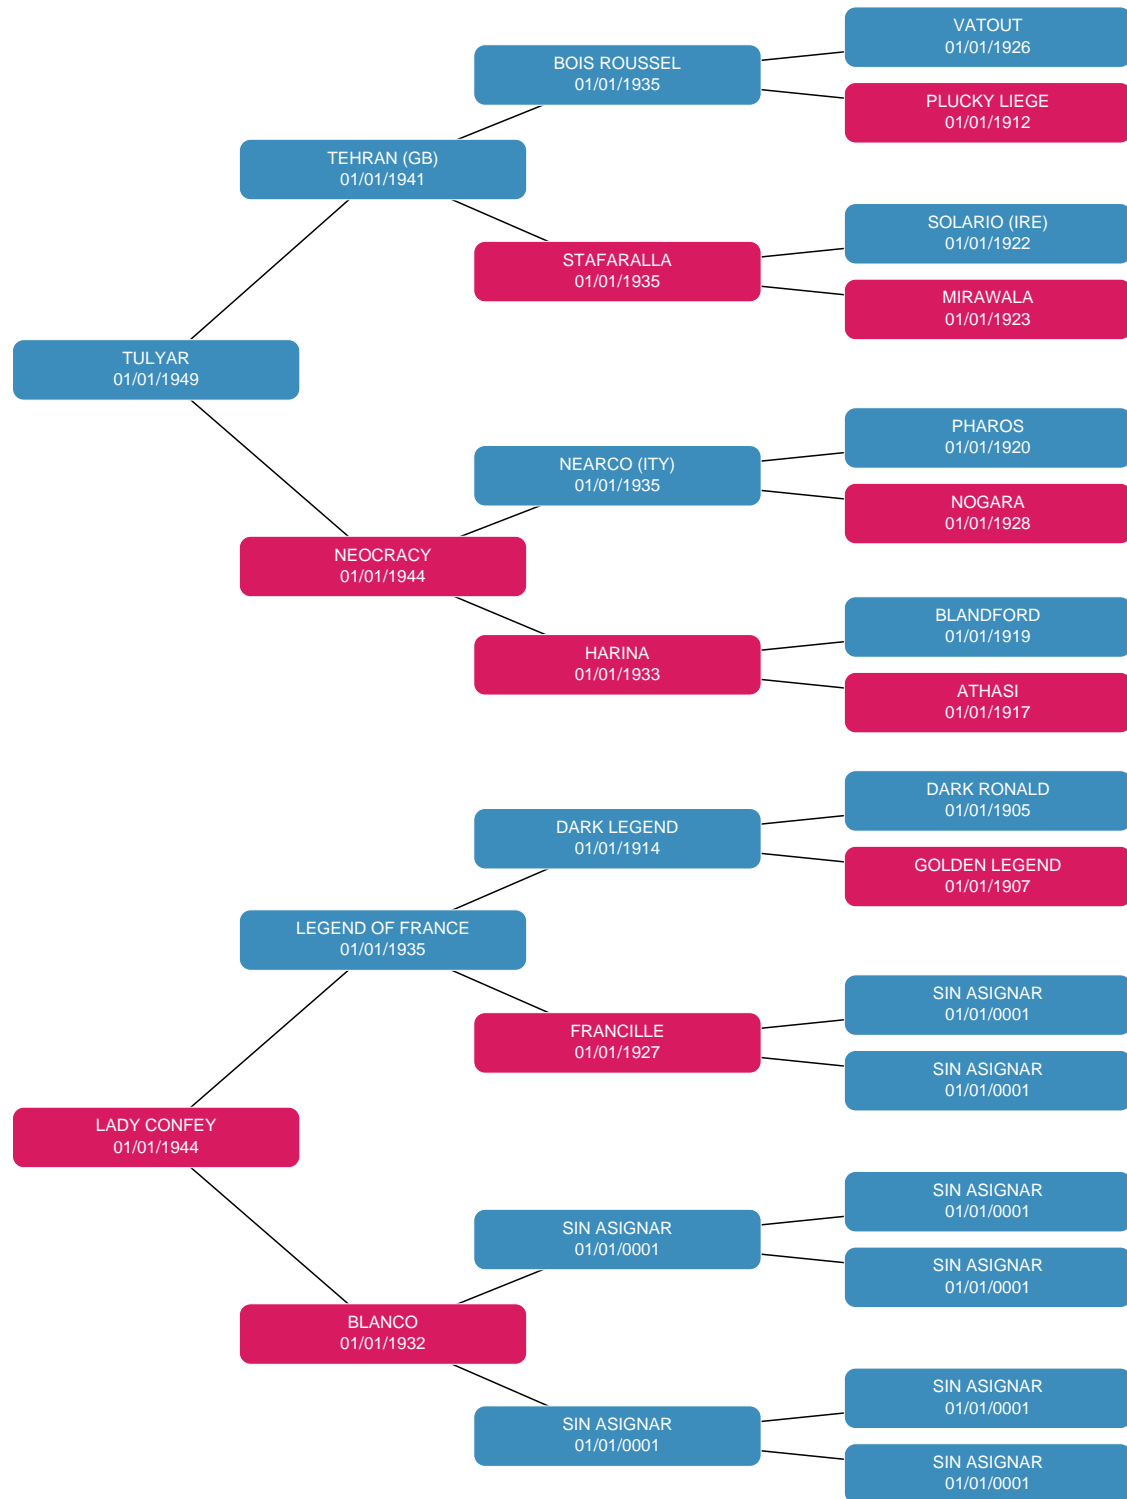 VATOUT
01/01/1926
BOIS ROUSSEL
01/01/1935
PLUCKY LIEGE
01/01/1912
TEHRAN (GB)
01/01/1941
SOLARIO (IRE)
01/01/1922
STAFARALLA
01/01/1935
MIRAWALA
01/01/1923
TULYAR
01/01/1949
PHAROS
01/01/1920
NEARCO (ITY)
01/01/1935
NOGARA
01/01/1928
NEOCRACY
01/01/1944
BLANDFORD
01/01/1919
HARINA
01/01/1933
ATHASI
01/01/1917
DARK RONALD
01/01/1905
DARK LEGEND
01/01/1914
GOLDEN LEGEND
01/01/1907
LEGEND OF FRANCE
01/01/1935
SIN ASIGNAR
01/01/0001
FRANCILLE
01/01/1927
SIN ASIGNAR
01/01/0001
LADY CONFEY
01/01/1944
SIN ASIGNAR
01/01/0001
SIN ASIGNAR
01/01/0001
SIN ASIGNAR
01/01/0001
BLANCO
01/01/1932
SIN ASIGNAR
01/01/0001
SIN ASIGNAR
01/01/0001
SIN ASIGNAR
01/01/0001